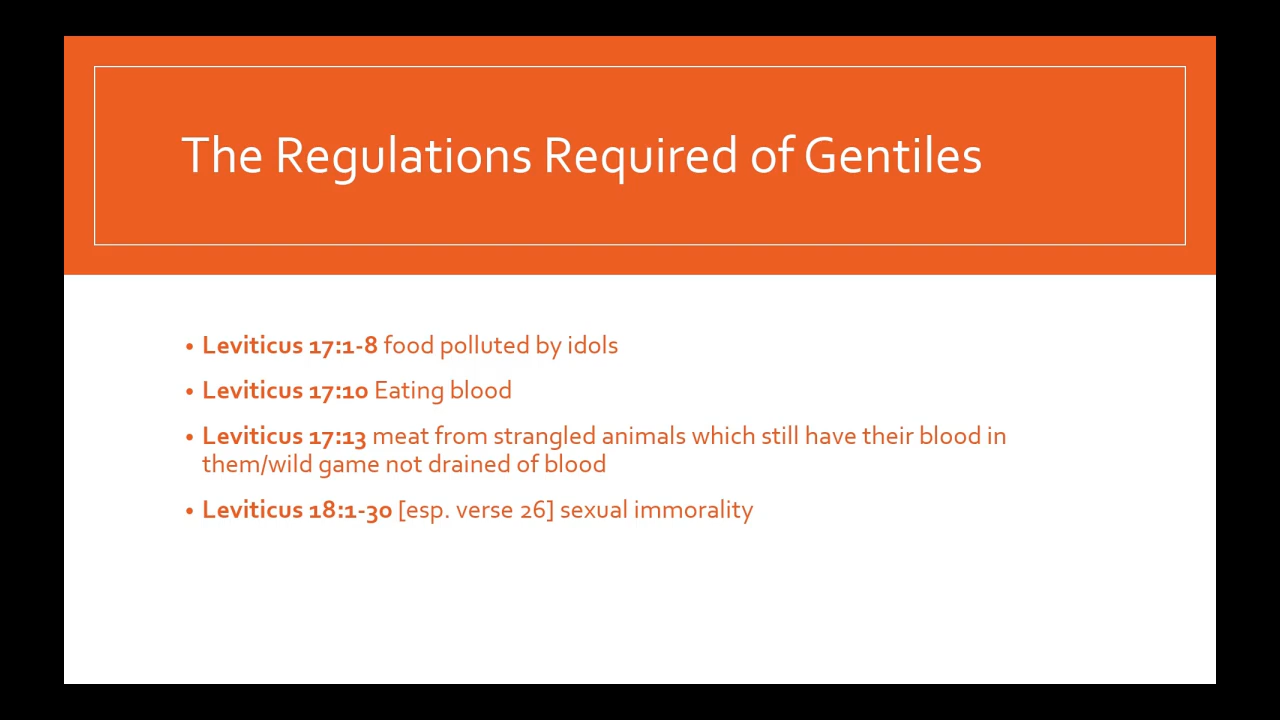 The Regulations Required of Gentiles
• Leviticus 17:1-8 food polluted by idols
• Leviticus 17:10 Eating blood
• Leviticus 17:13 meat from strangled animals which still have their blood in
them/wild game not drained of blood
• Leviticus 18:1-30 [esp. verse 26] sexual immorality